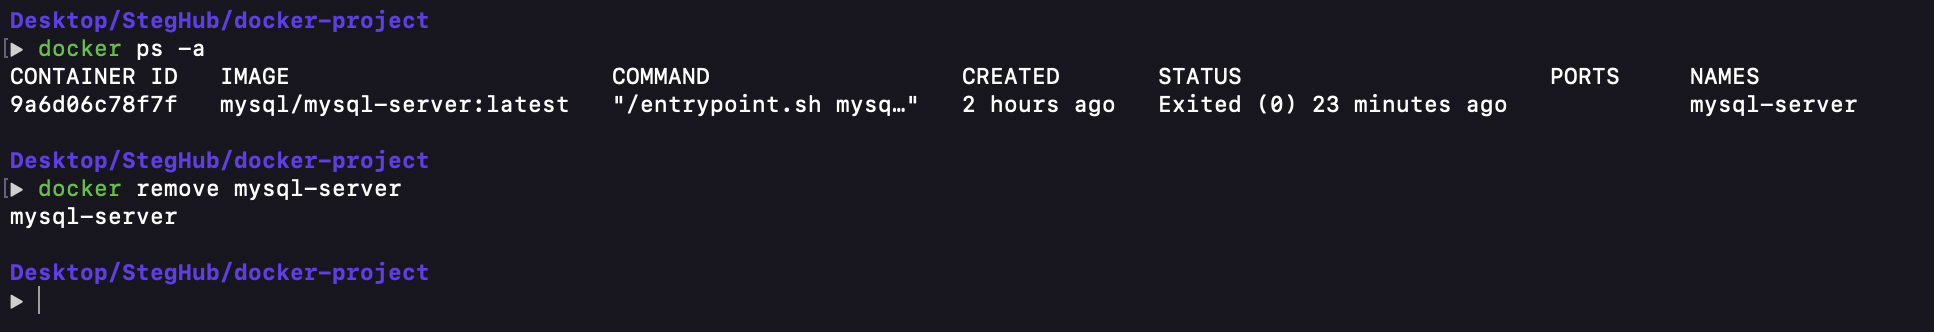 Desktop/StegHub/docker-project
▶ docker ps -a
CONTAINER ID   IMAGE                       COMMAND                  CREATED       STATUS                      PORTS     NAMES
9a6d06c78f7f   mysql/mysql-server:latest   "/entrypoint.sh mysq…"   2 hours ago   Exited (0) 23 minutes ago             mysql-server
Desktop/StegHub/docker-project
▶ docker remove mysql-server
mysql-server
Desktop/StegHub/docker-project
▶